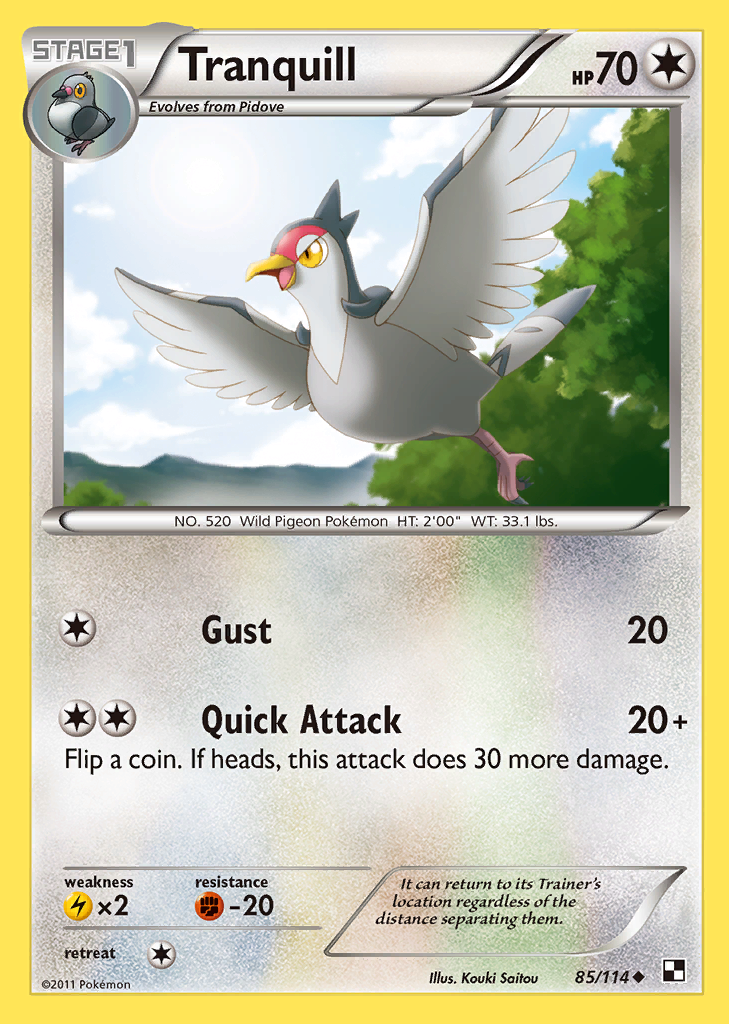 STAGE1
Tranquill
HP70
Evolves from Pidove
NO. 520 Wild Pigeon Pokémon HT: 2'00" WT: 33.1 lbs.
Gust 20
Quick Attack 20+
Flip a coin. If heads, this attack does 30 more damage.
weakness
×2
resistance
-20
retreat
It can return to its Trainer's
location regardless of the
distance separating them.
©2011 Pokémon
Illus. Kouki Saitou
85/114